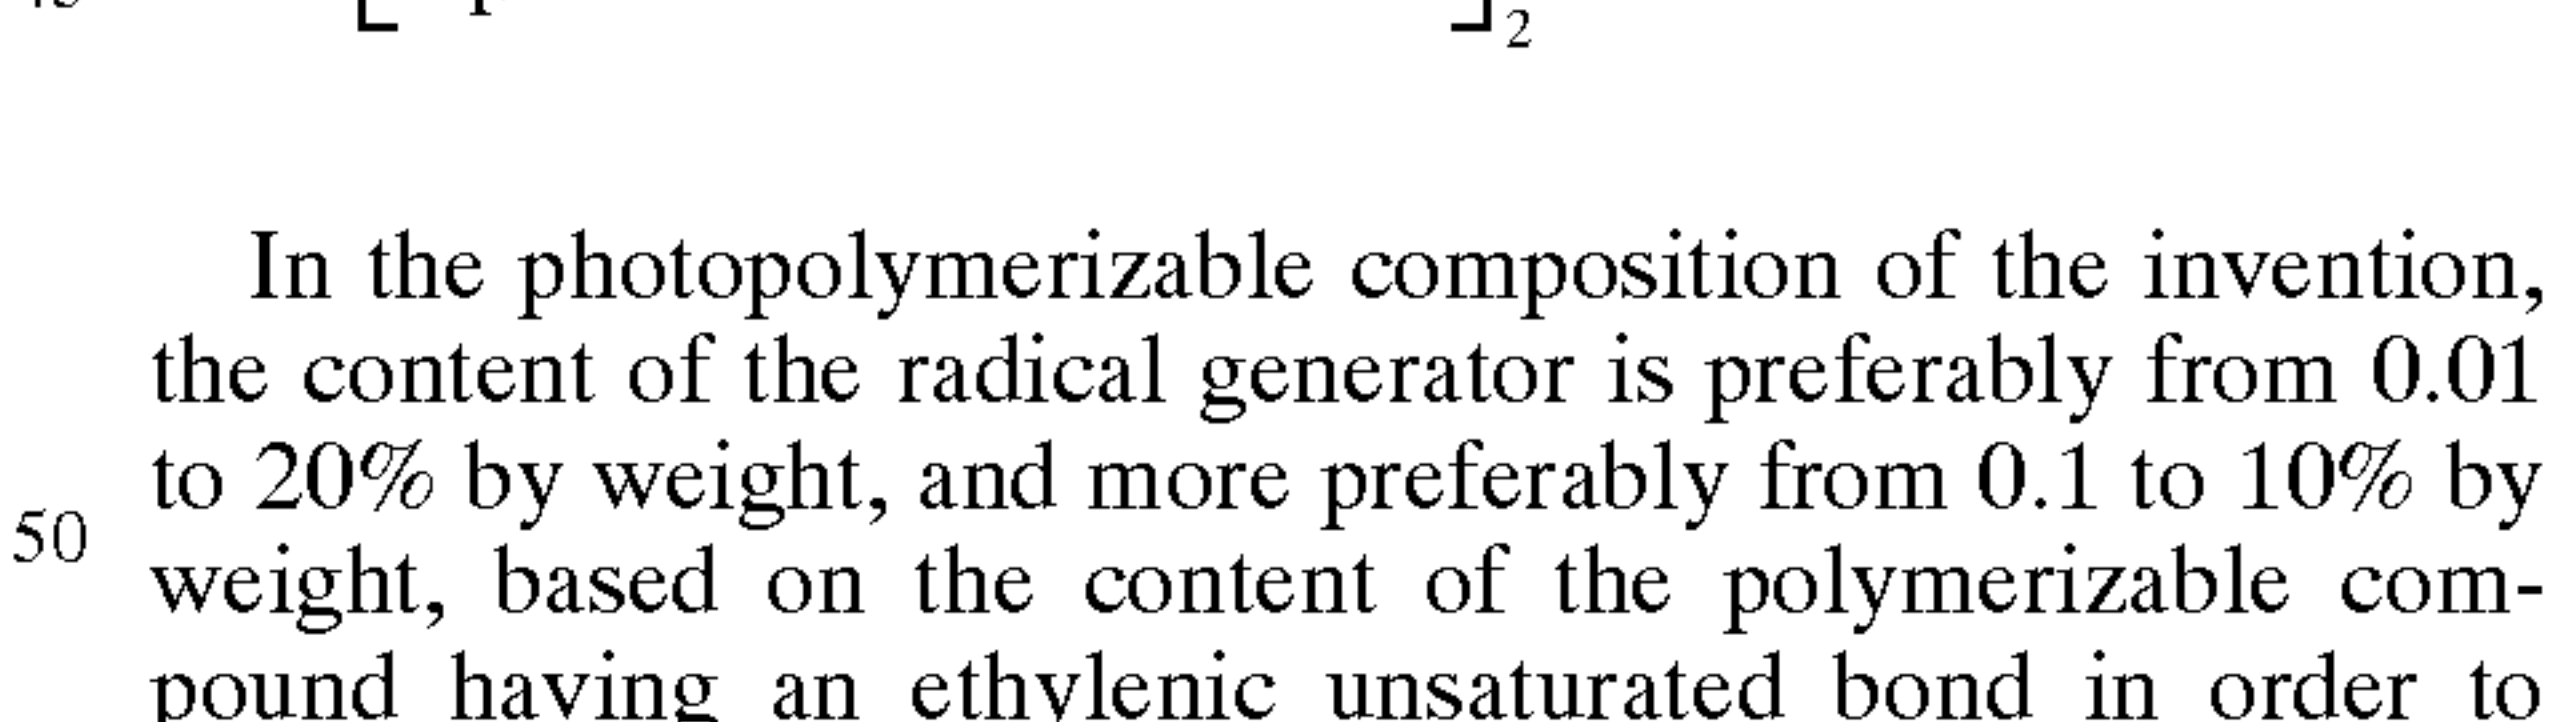 2
In the photopolymerizable composition of the invention,
the content of the radical generator is preferably from 0.01
to 20% by weight, and more preferably from 0.1 to 10% by
50
weight, based on the content of the polymerizable com-
pound having an ethylenic unsaturated bond in order to